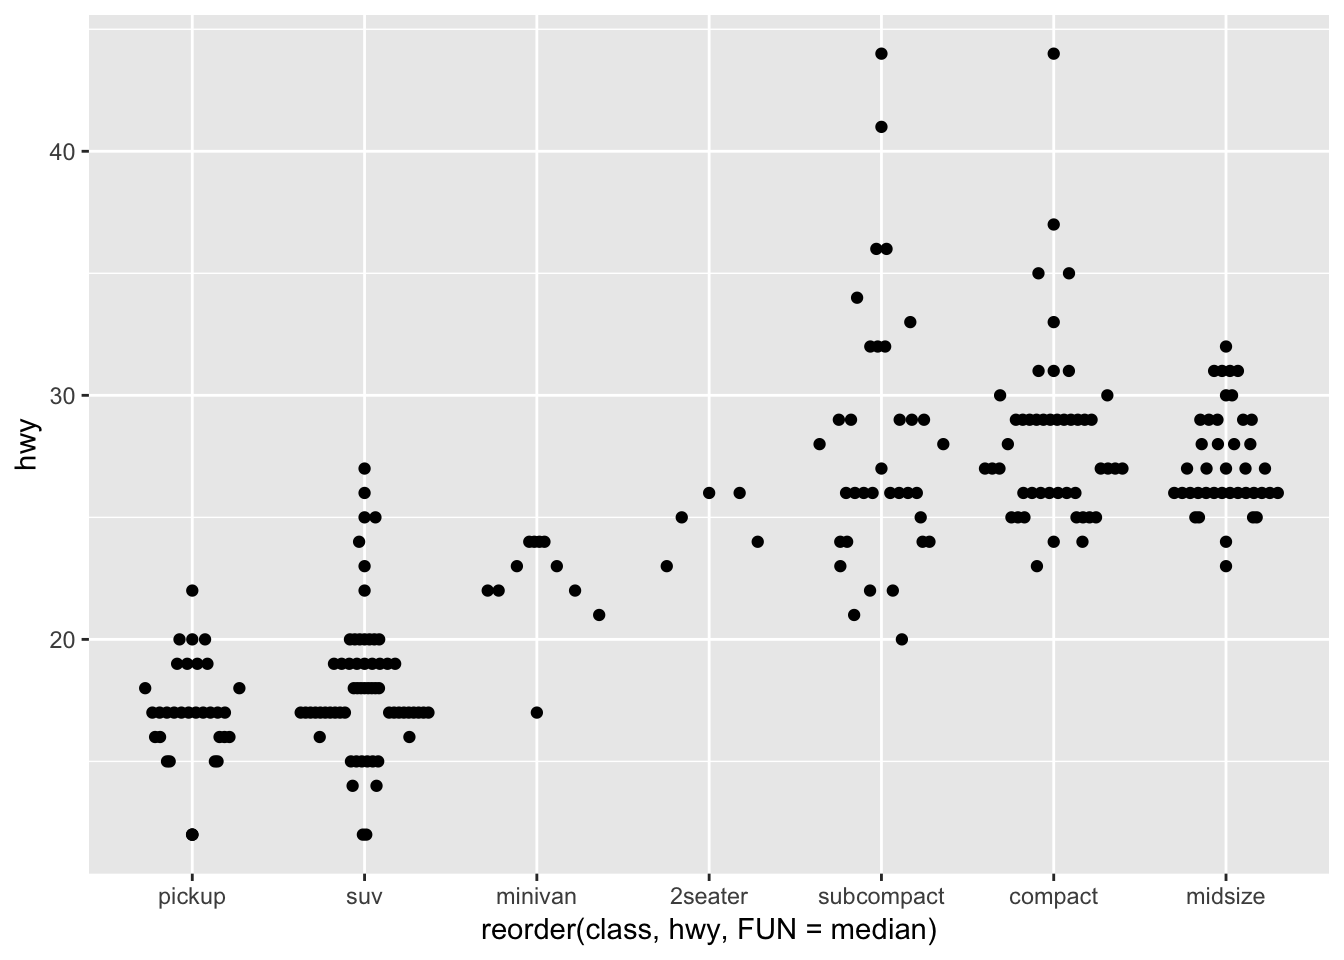 40
30
20
hwy
pickup suv minivan 2seater subcompact compact midsize
reorder(class, hwy, FUN = median)